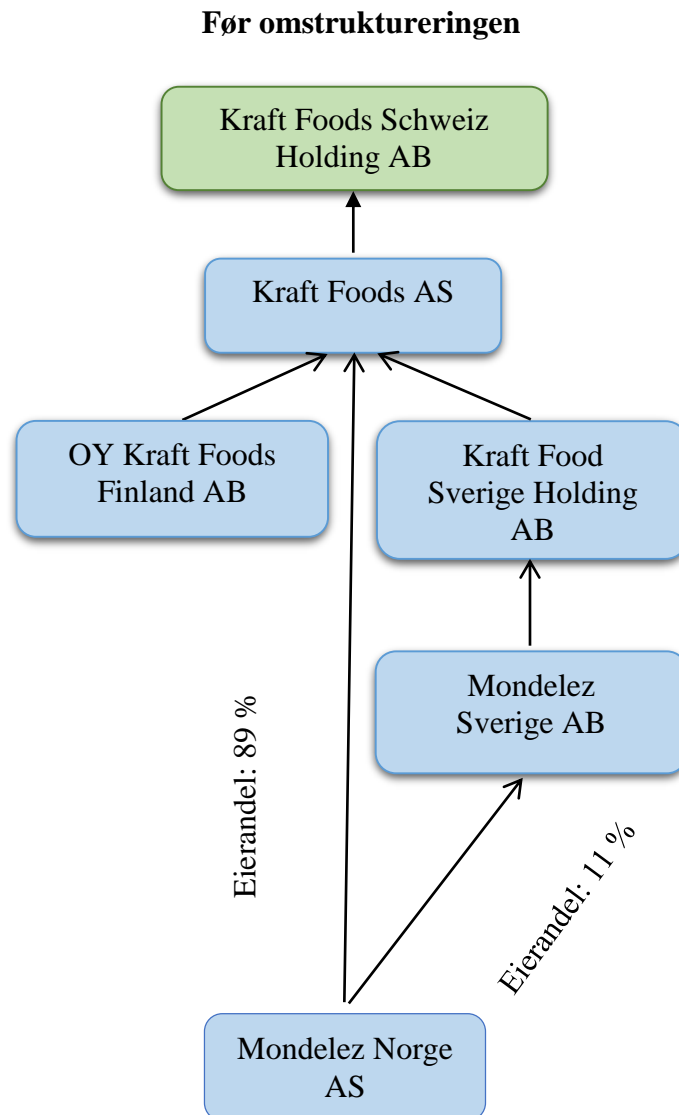 Før omstruktureringen
Kraft Foods Schweiz
Holding AB
Kraft Foods AS
OY Kraft Foods
Finland AB
Kraft Food
Sverige Holding
AB
Mondelez
Sverige AB
Eierandel: 89 %
Eierandel: 11 %
Mondelez Norge
AS